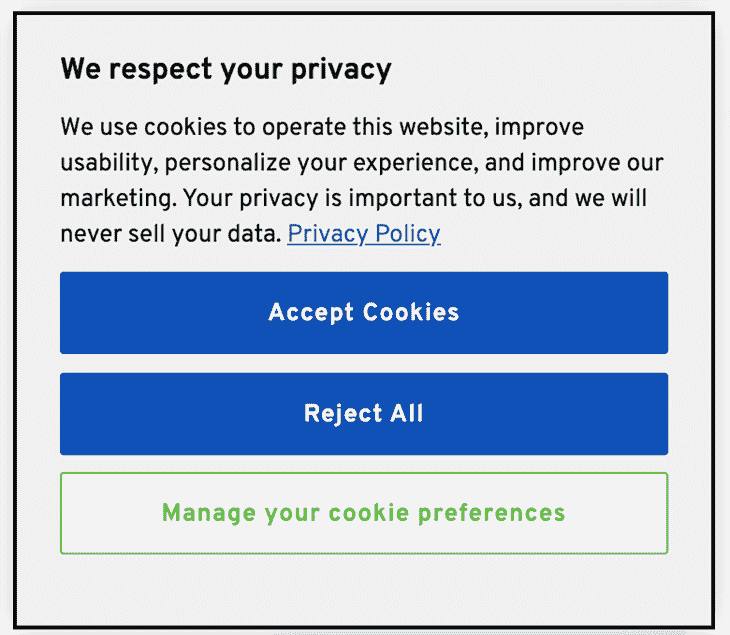 We respect your privacy
We use cookies to operate this website, improve
usability, personalize your experience, and improve our
marketing. Your privacy is important to us, and we will
never sell your data. Privacy Policy
Accept Cookies
Reject All
Manage your cookie preferences